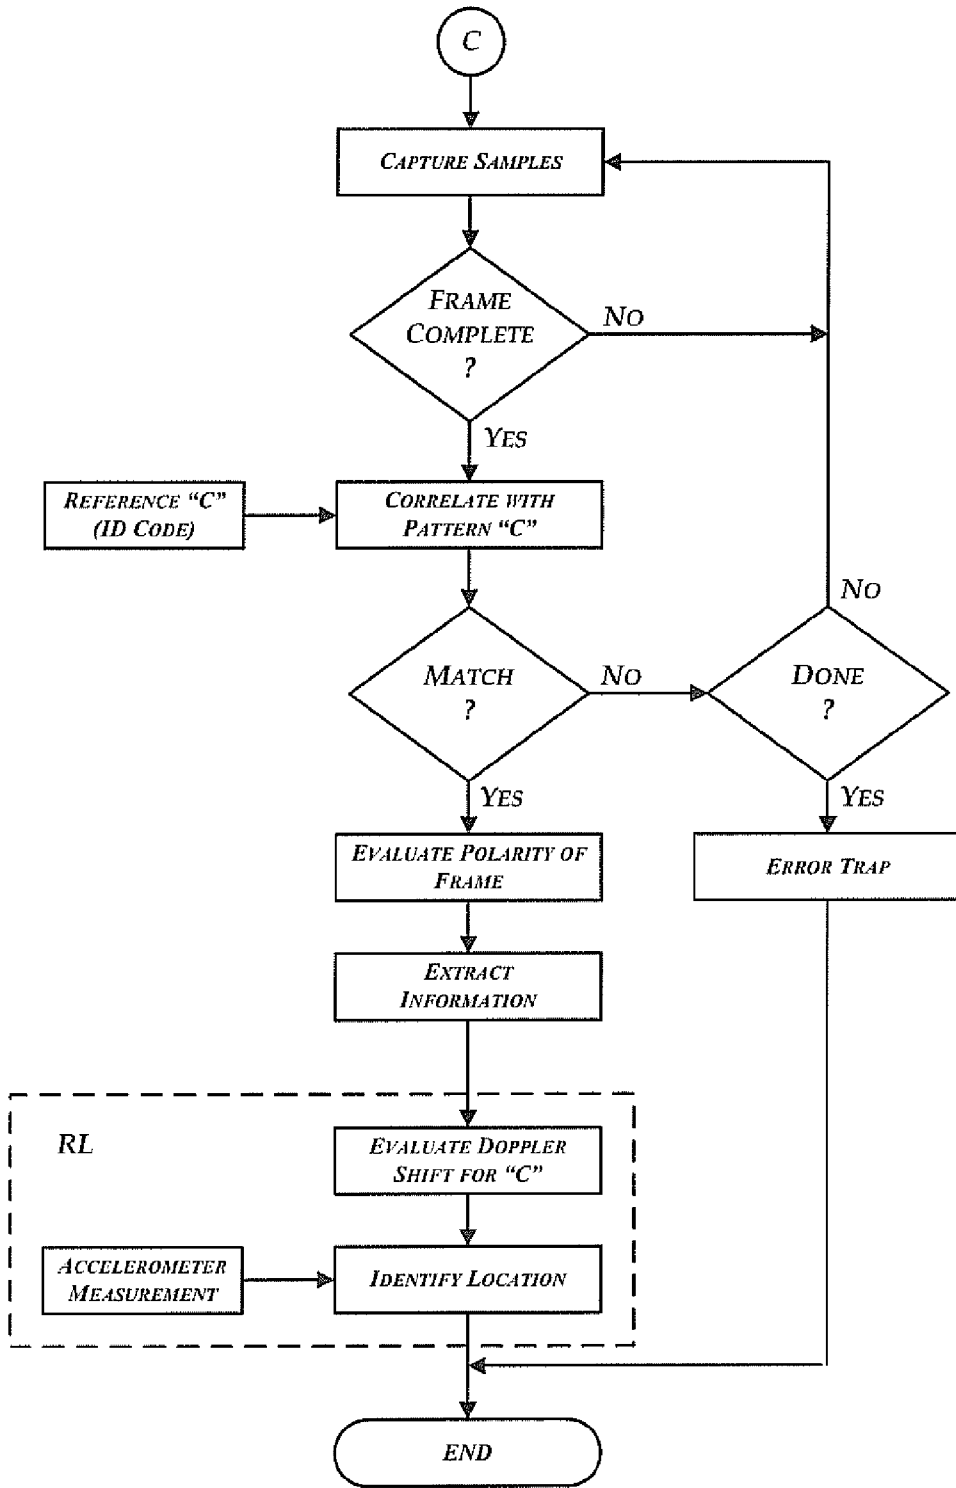 C
CAPTURE SAMPLES
FRAME
COMPLETE
?
NO
YES
REFERENCE “C”
(ID CODE)
CORRELATE WITH
PATTERN “C”
NO
MATCH
?
NO
DONE
?
YES
YES
EVALUATE POLARITY OF
FRAME
ERROR TRAP
EXTRACT
INFORMATION
RL
EVALUATE DOPPLER
SHIFT FOR “C”
ACCELEROMETER
MEASUREMENT
IDENTIFY LOCATION
END